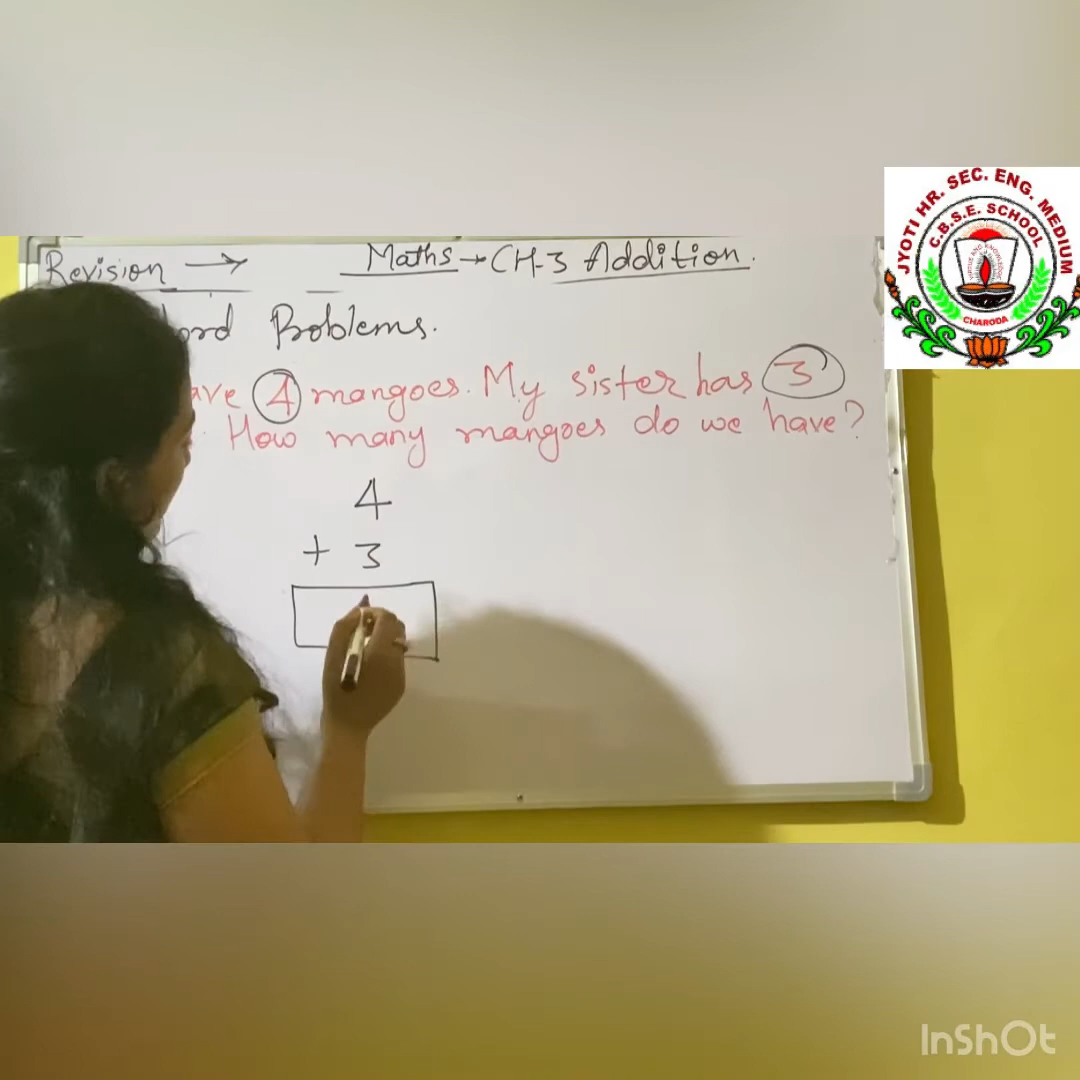 Revision → Maths → CH-3 Addition.
Word Problems.
have 4 mangoes. My sister has 3
. How many mangoes do we have?
4
+ 3
JYOTI HR. SEC. ENG. MEDIUM
C.B.S.E. SCHOOL
CHARODA
InShOt